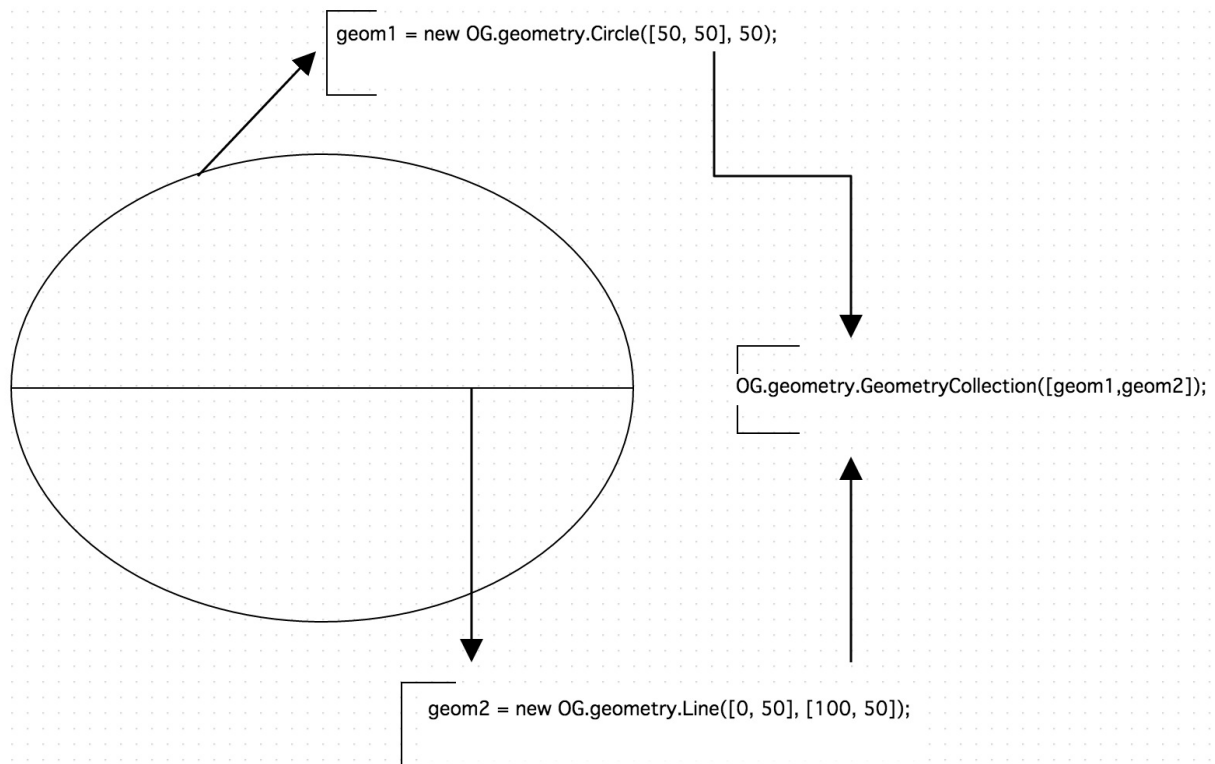 geom1 = new OG.geometry.Circle([50, 50], 50);
OG.geometry.GeometryCollection([geom1,geom2]);
geom2 = new OG.geometry.Line([0, 50], [100, 50]);